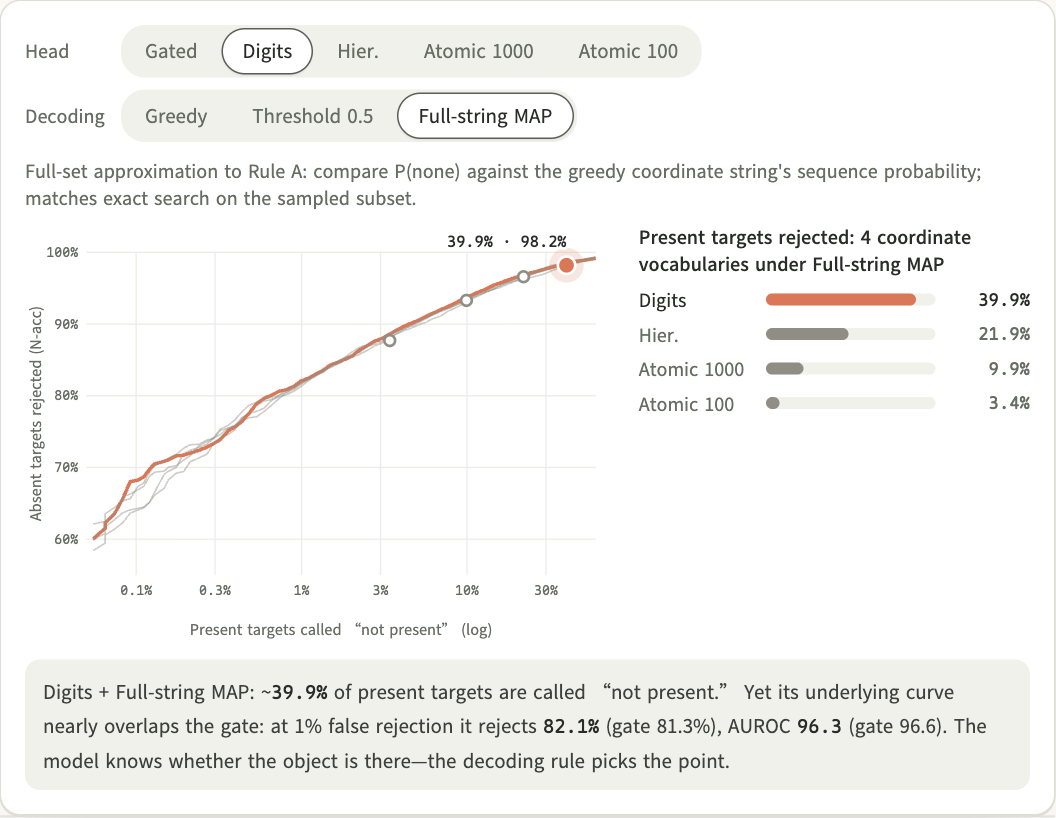 Head Gated Digits Hier. Atomic 1000 Atomic 100
Decoding Greedy Threshold 0.5 Full-string MAP
Full-set approximation to Rule A: compare P(none) against the greedy coordinate string's sequence probability;
matches exact search on the sampled subset.
39.9% · 98.2%
100%
90%
80%
70%
60%
Absent targets rejected (N-acc)
0.1% 0.3% 1% 3% 10% 30%
Present targets called “not present” (log)
Present targets rejected: 4 coordinate
vocabularies under Full-string MAP
Digits 39.9%
Hier. 21.9%
Atomic 1000 9.9%
Atomic 100 3.4%
Digits + Full-string MAP: ~39.9% of present targets are called “not present.” Yet its underlying curve
nearly overlaps the gate: at 1% false rejection it rejects 82.1% (gate 81.3%), AUROC 96.3 (gate 96.6). The
model knows whether the object is there—the decoding rule picks the point.